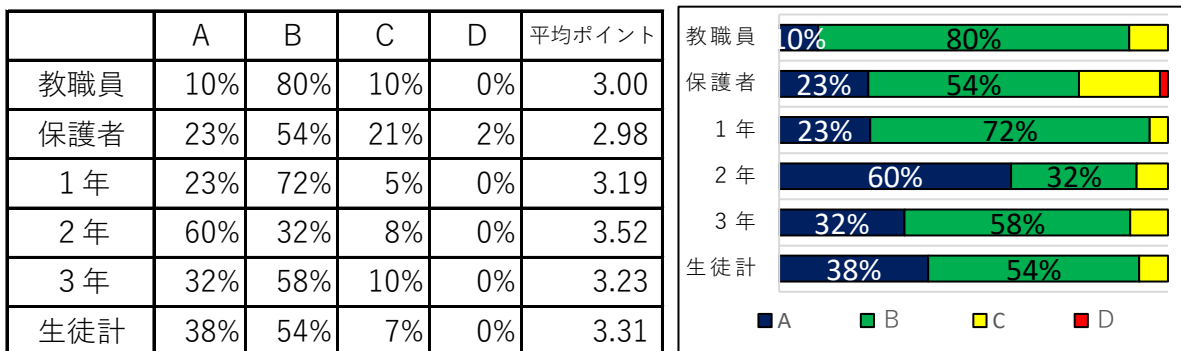 A B C D 平均ポイント
教職員 10% 80% 10% 0% 3.00
保護者 23% 54% 21% 2% 2.98
1年 23% 72% 5% 0% 3.19
2年 60% 32% 8% 0% 3.52
3年 32% 58% 10% 0% 3.23
生徒計 38% 54% 7% 0% 3.31
教職員 10% 80%
保護者 23% 54%
1年 23% 72%
2年 60% 32%
3年 32% 58%
生徒計 38% 54%
A B C D